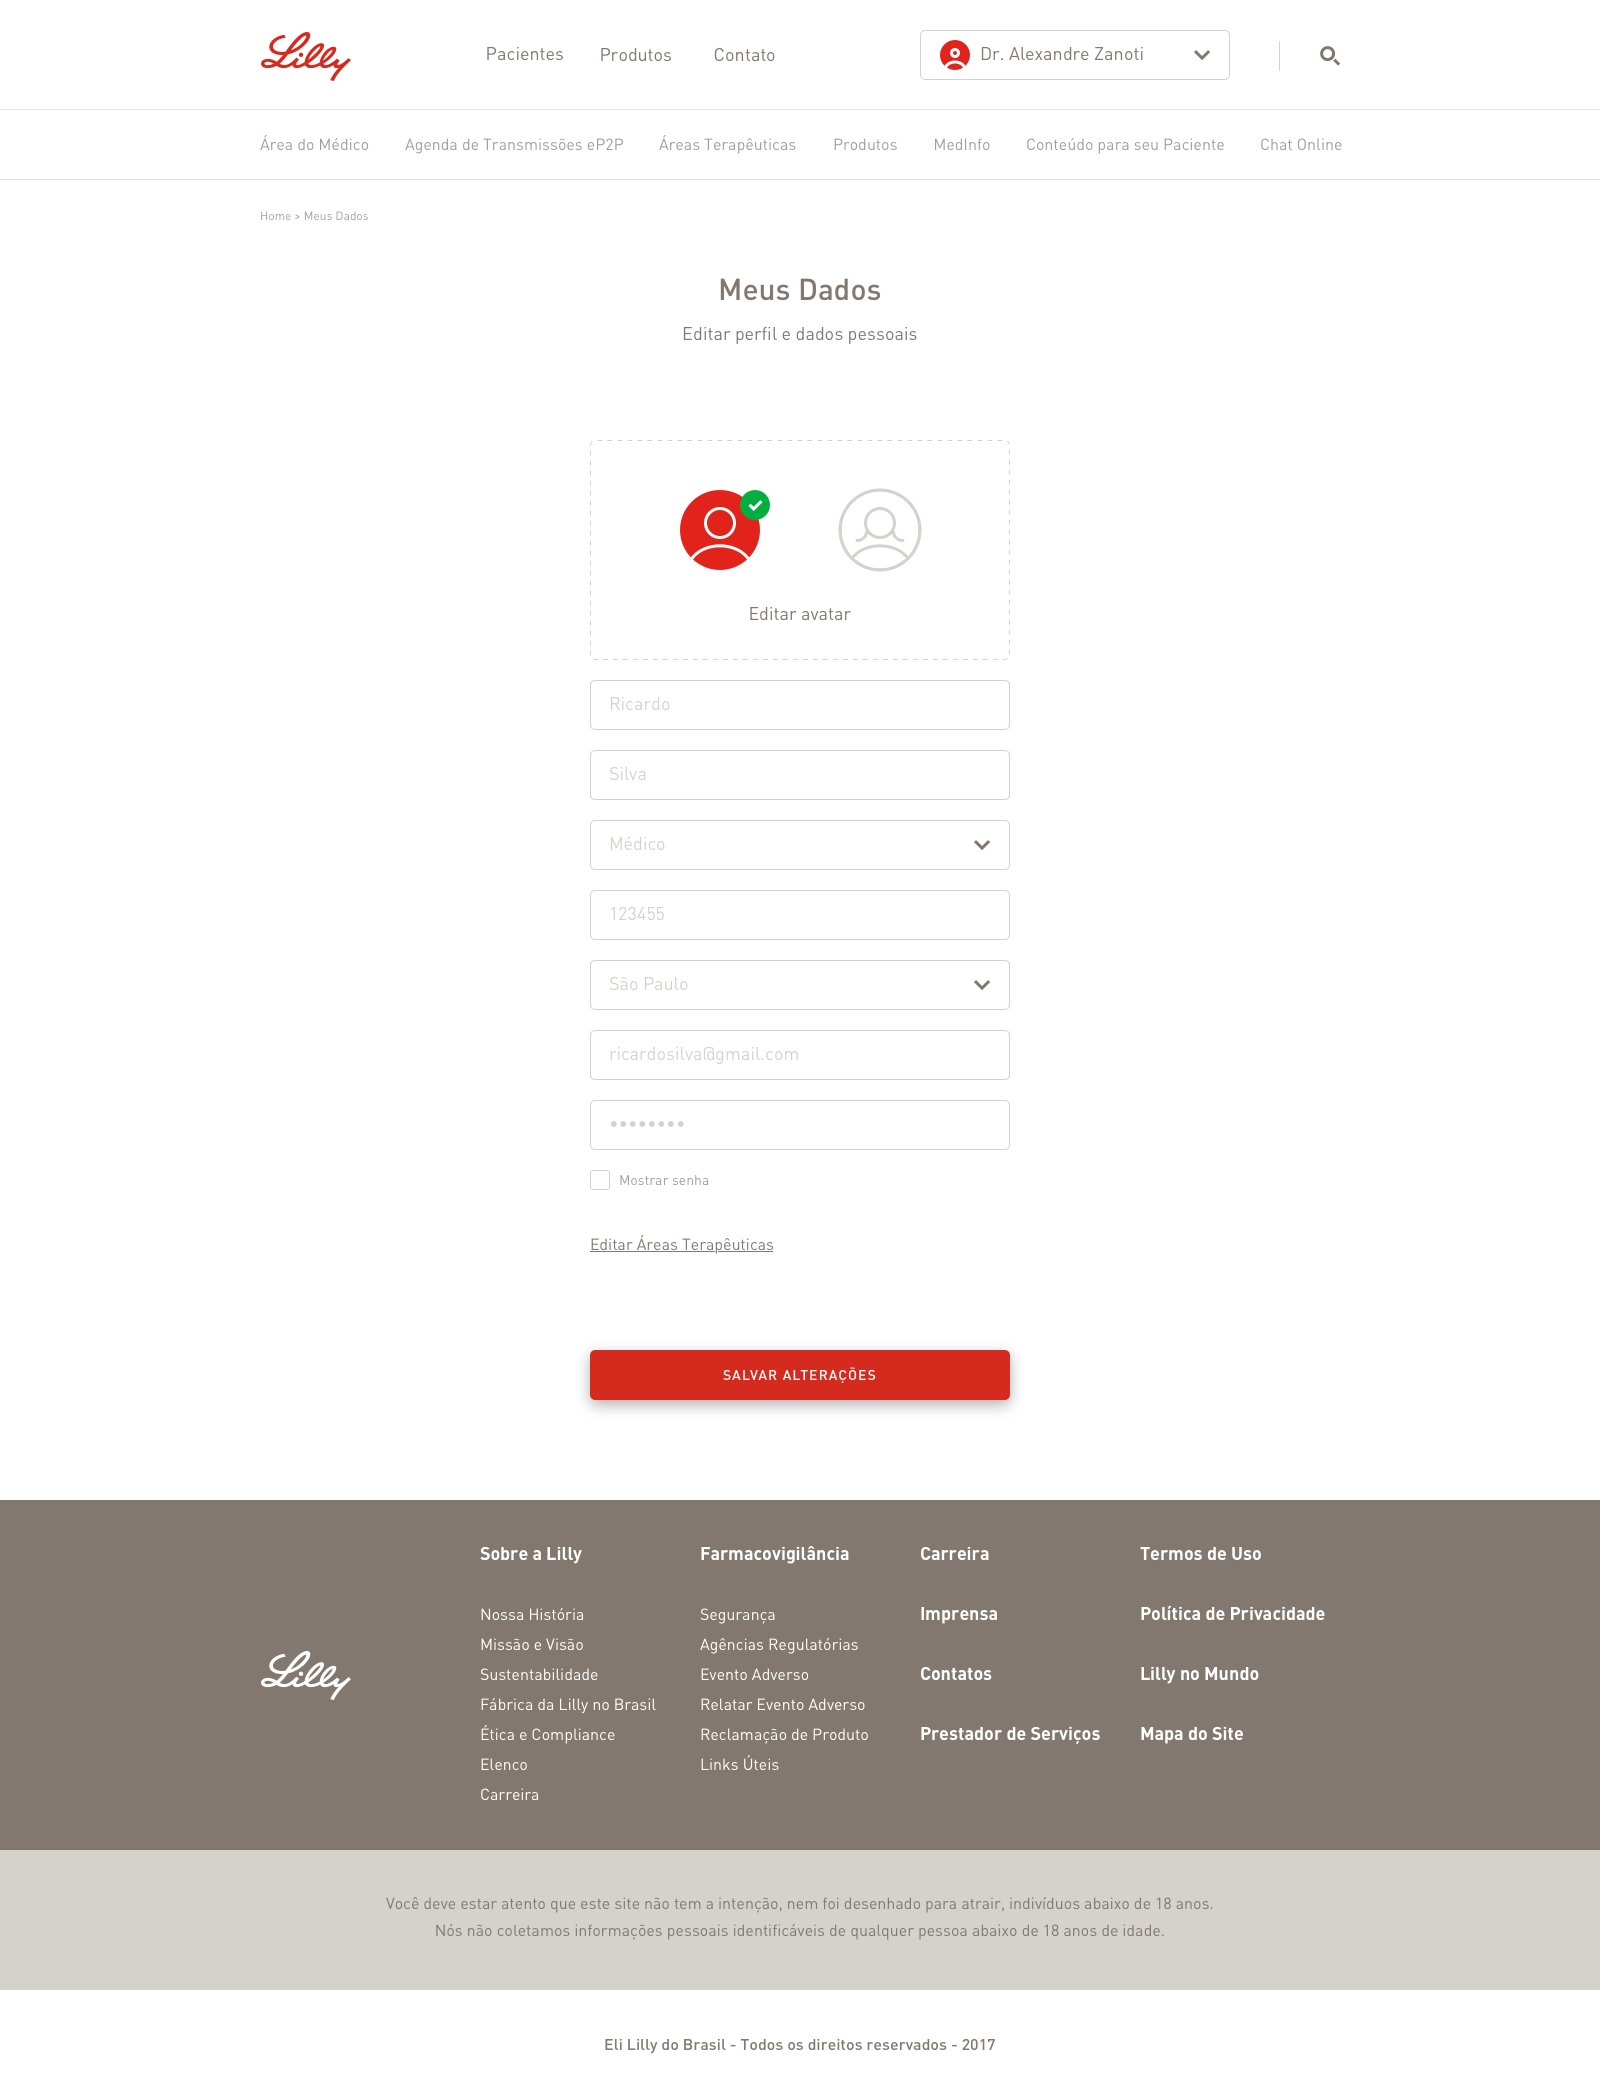 Lilly
Pacientes Produtos Contato Dr. Alexandre Zanoti
Área do Médico Agenda de Transmissões eP2P Áreas Terapêuticas Produtos MedInfo Conteúdo para seu Paciente Chat Online
Home > Meus Dados
Meus Dados
Editar perfil e dados pessoais
Editar avatar
Ricardo
Silva
Médico
123455
São Paulo
ricardosilva@gmail.com
••••••••
Mostrar senha
Editar Áreas Terapêuticas
SALVAR ALTERAÇÕES
Lilly
Sobre a Lilly
Nossa História
Missão e Visão
Sustentabilidade
Fábrica da Lilly no Brasil
Ética e Compliance
Elenco
Carreira
Farmacovigilância
Segurança
Agências Regulatórias
Evento Adverso
Relatar Evento Adverso
Reclamação de Produto
Links Úteis
Carreira
Imprensa
Contatos
Prestador de Serviços
Termos de Uso
Política de Privacidade
Lilly no Mundo
Mapa do Site
Você deve estar atento que este site não tem a intenção, nem foi desenhado para atrair, indivíduos abaixo de 18 anos.
Nós não coletamos informações pessoais identificáveis de qualquer pessoa abaixo de 18 anos de idade.
Eli Lilly do Brasil - Todos os direitos reservados - 2017